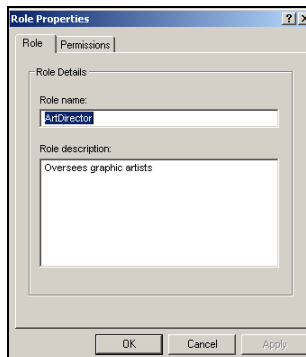 Role Properties
Role Permissions
Role Details
Role name:
ArtDirector
Role description:
Oversees graphic artists
OK Cancel Apply